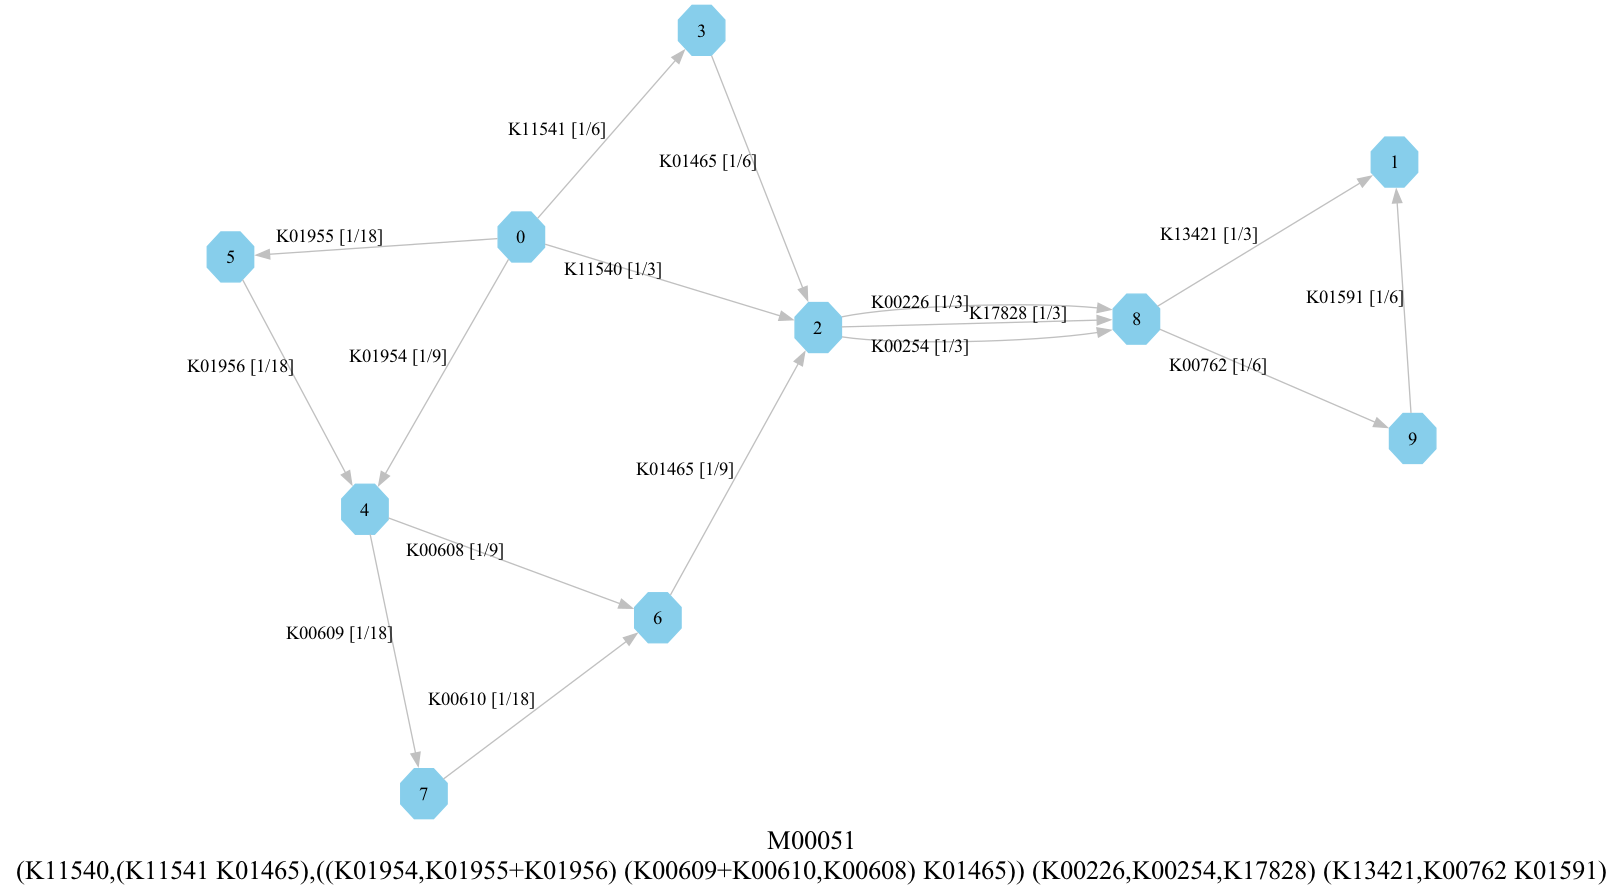 3
K11541 [1/6]
K01465 [1/6]
1
K13421 [1/3]
K01955 [1/18]
0
5
K11540 [1/3]
K01591 [1/6]
K00226 [1/3]
K17828 [1/3]
8
2
K00254 [1/3]
K01956 [1/18]
K01954 [1/9]
K00762 [1/6]
9
K01465 [1/9]
4
K00608 [1/9]
6
K00609 [1/18]
K00610 [1/18]
7
M00051
(K11540,(K11541 K01465),((K01954,K01955+K01956) (K00609+K00610,K00608) K01465)) (K00226,K00254,K17828) (K13421,K00762 K01591)